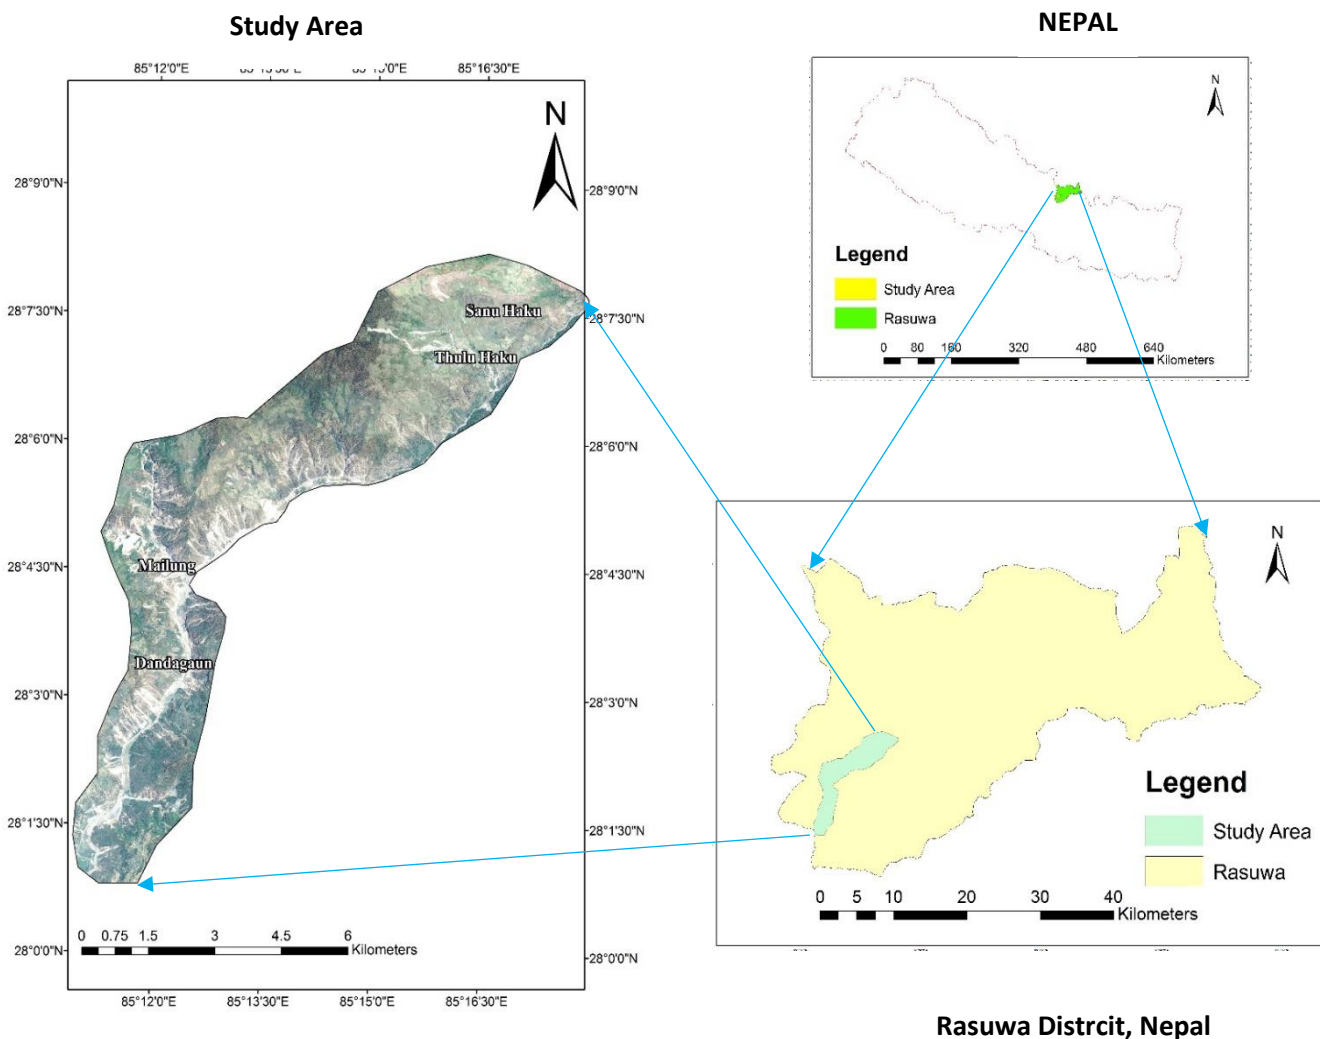 Study Area
NEPAL
85°12'0"E
85°16'30"E
N
28°9'0"N
28°9'0"N
28°7'30"N
28°7'30"N
28°6'0"N
28°6'0"N
28°4'30"N
28°4'30"N
28°3'0"N
28°3'0"N
28°1'30"N
28°1'30"N
28°0'0"N
28°0'0"N
Sanu Haku
Thulu Haku
Mailung
Dandagaun
0 0.75 1.5 3 4.5 6
Kilometers
85°12'0"E 85°13'30"E 85°15'0"E 85°16'30"E
N
Legend
Study Area
Rasuwa
0 80 160 320 480 640
Kilometers
N
Legend
Study Area
Rasuwa
0 5 10 20 30 40
Kilometers
Rasuwa Distrcit, Nepal